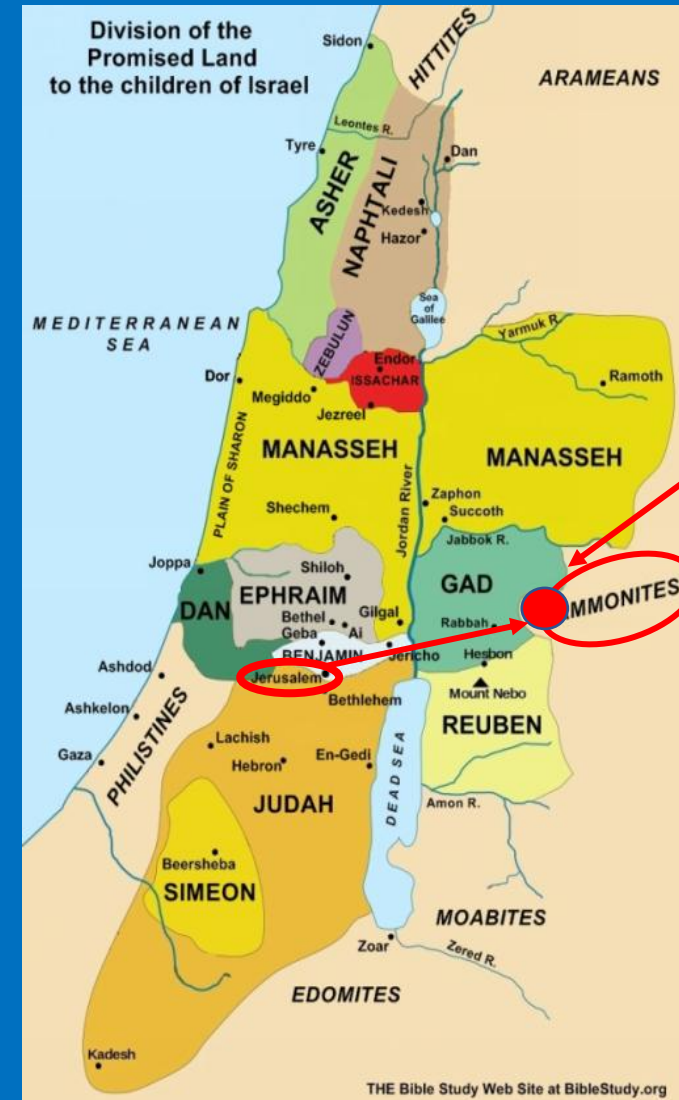 Division of the
Promised Land
to the children of Israel
Sidon
HITTITES
ARAMEANS
Leontes R.
Tyre
Dan
ASHER
NAPHTALI
Kedesh
Hazor
Sea
of
Galilee
MEDITERRANEAN
SEA
ZEBULUN
Yarmuk R.
Endor
ISSACHAR
Dor
Megiddo
Ramoth
Jezreel
PLAIN OF SHARON
MANASSEH
MANASSEH
Jordan River
Zaphon
Succoth
Shechem
Jabbok R.
Joppa
Shiloh
GAD
DAN
EPHRAIM
MMONITES
Bethel
Gilgal
Ai
Geba
Rabbah
BENJAMIN
Jericho
Hesbon
Jerusalem
Ashdod
Mount Nebo
Bethlehem
Ashkelon
REUBEN
PHILISTINES
Lachish
Gaza
Hebron
En-Gedi
DEAD SEA
JUDAH
Arnon R.
Beersheba
SIMEON
MOABITES
Zoar
Zered R.
EDOMITES
Kadesh
THE Bible Study Web Site at BibleStudy.org